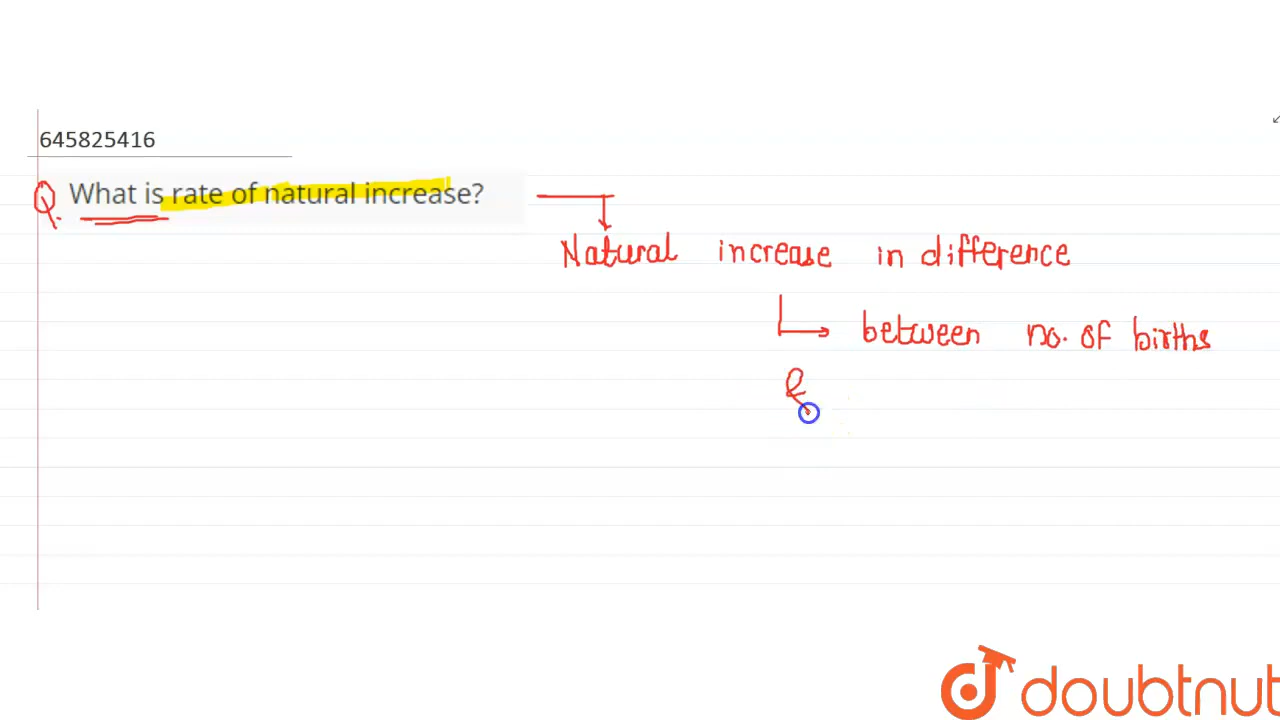 645825416
Q. What is rate of natural increase?
Natural increase in difference
between no. of births
&
doubtnut